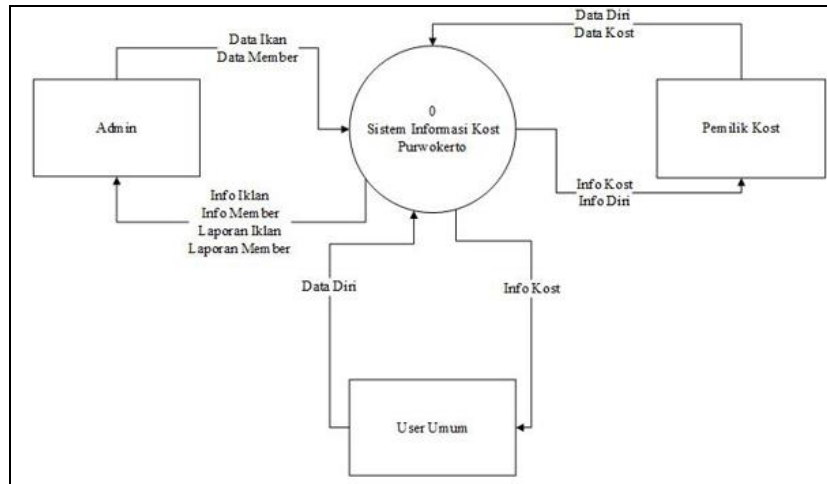 Data Ikan
Data Member
Data Diri
Data Kost
Admin
0
Sistem Informasi Kost
Purwokerto
Pemilik Kost
Info Iklan
Info Member
Laporan Iklan
Laporan Member
Info Kost
Info Diri
Data Diri
Info Kost
User Umum